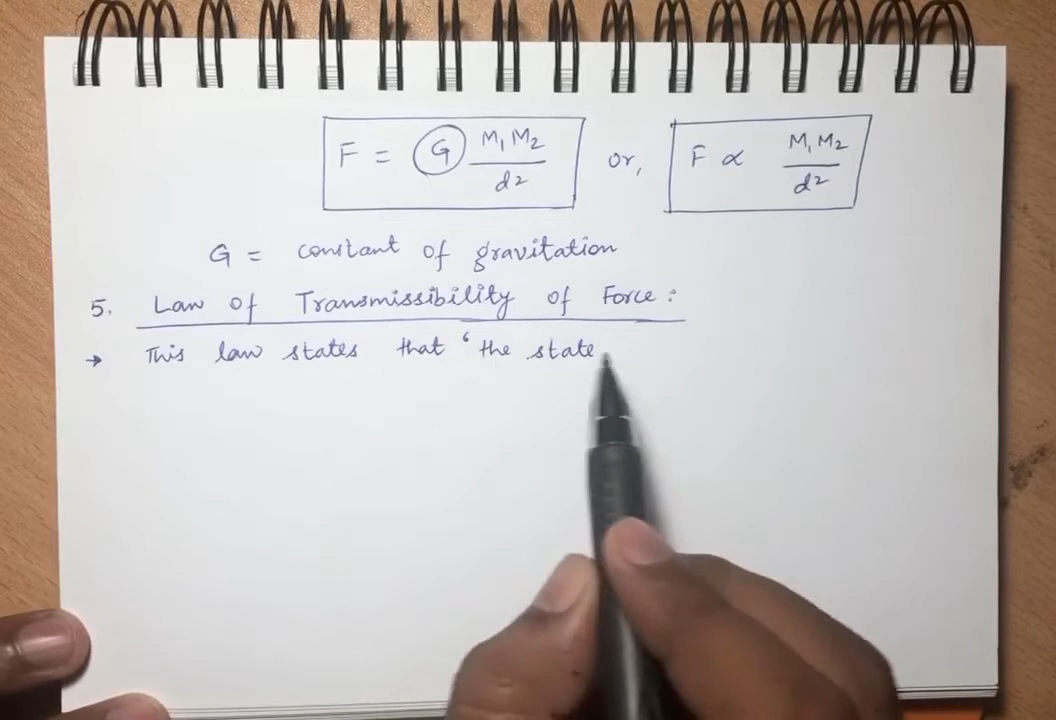 F = G M₁M₂/d² or, F ∝ M₁M₂/d²
G = constant of gravitation
5. Law of Transmissibility of Force :
→ This law states that ‘the state